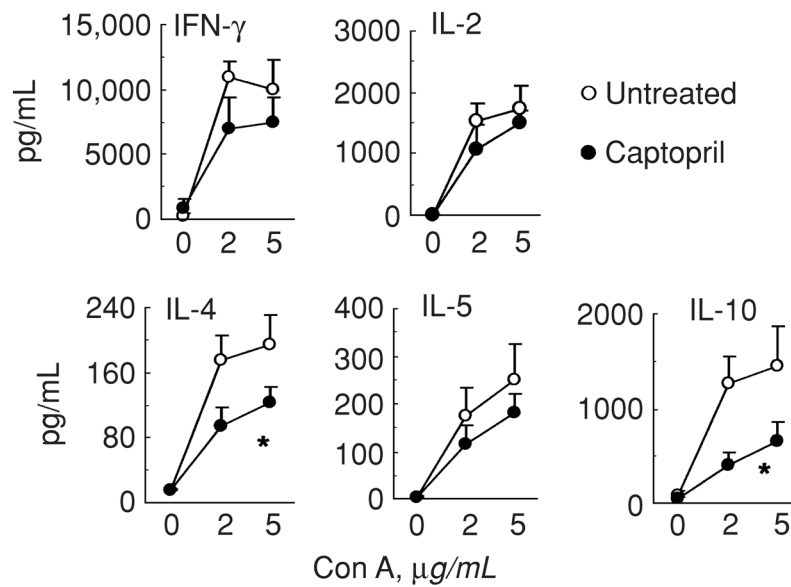 IFN-γ
15,000
10,000
5000
0
pg/mL
0 2 5
IL-2
3000
2000
1000
0
0 2 5
Untreated
Captopril
IL-4
240
160
80
0
pg/mL
*
0 2 5
IL-5
400
300
200
100
0
0 2 5
IL-10
2000
1000
0
*
0 2 5
Con A, μg/mL